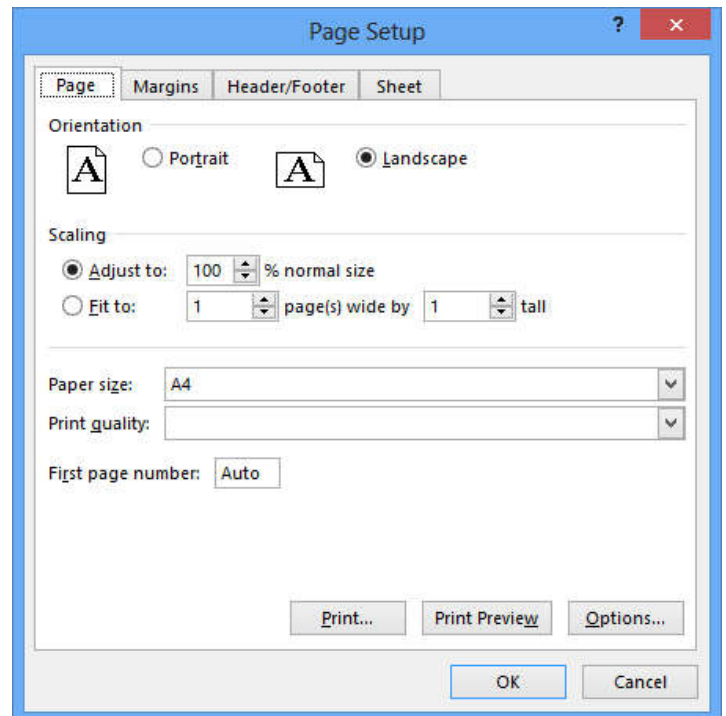 Page Setup ?
Page Margins Header/Footer Sheet
Orientation
A Portrait A Landscape
Scaling
Adjust to: 100 % normal size
Fit to: 1 page(s) wide by 1 tall
Paper size: A4
Print quality:
First page number: Auto
Print... Print Preview Options...
OK Cancel